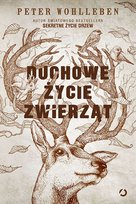 PETER WOHLLEBEN
AUTOR ŚWIATOWEGO BESTSELLERA
SEKRETNE ŻYCIE DRZEW
DUCHOWE
ŻYCIE
ZWIERZĄT